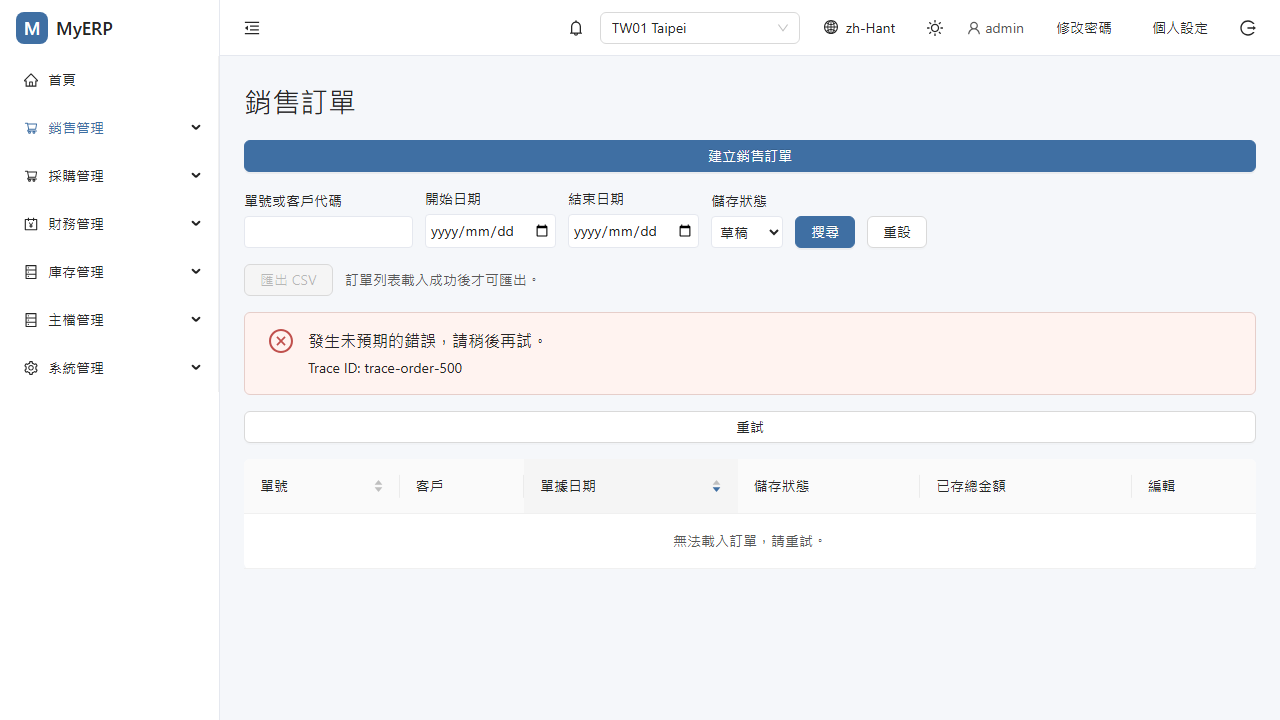 M MyERP
TW01 Taipei zh-Hant admin 修改密碼 個人設定
首頁
銷售管理
採購管理
財務管理
庫存管理
主檔管理
系統管理
銷售訂單
建立銷售訂單
單號或客戶代碼 開始日期 結束日期 儲存狀態
yyyy/mm/dd yyyy/mm/dd 草稿 搜尋 重設
匯出 CSV 訂單列表載入成功後才可匯出。
發生未預期的錯誤，請稍後再試。
Trace ID: trace-order-500
重試
單號 客戶 單據日期 儲存狀態 已存總金額 編輯
無法載入訂單，請重試。